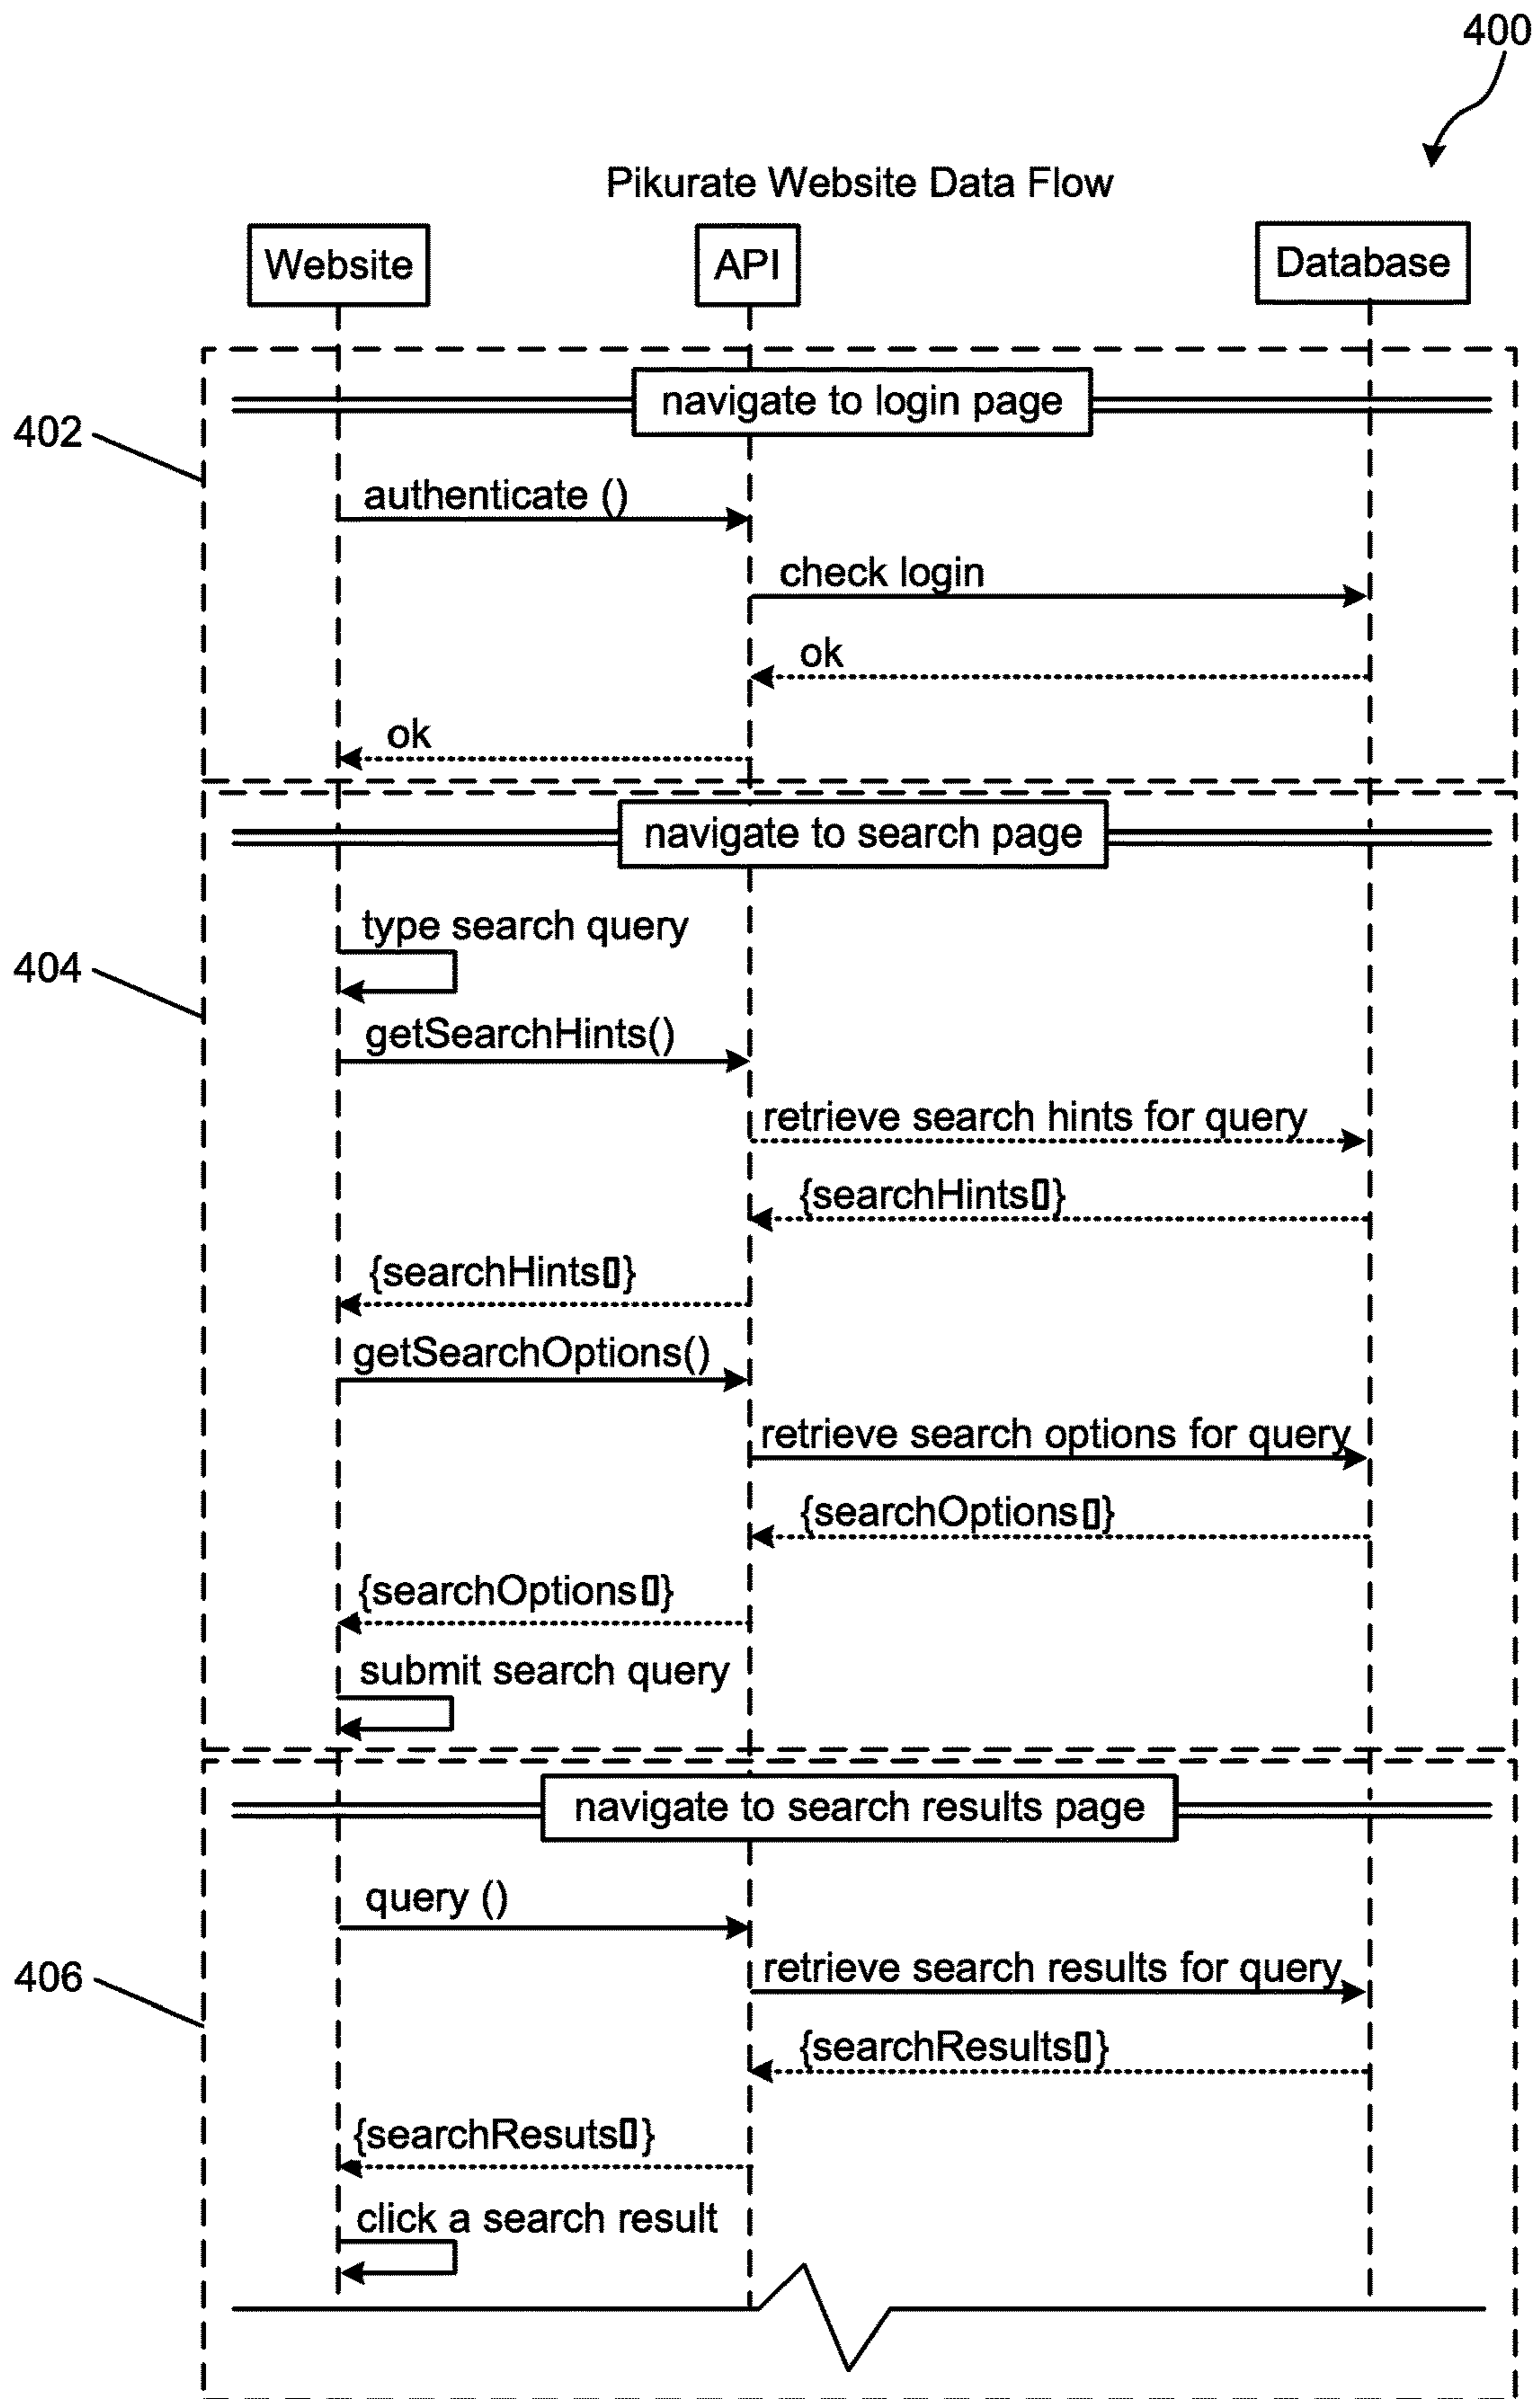 400
Pikurate Website Data Flow
Website
API
Database
navigate to login page
402
authenticate ()
check login
ok
ok
navigate to search page
type search query
404
getSearchHints()
retrieve search hints for query
{searchHints[]}
{searchHints[]}
getSearchOptions()
retrieve search options for query
{searchOptions[]}
{searchOptions[]}
submit search query
navigate to search results page
query ()
retrieve search results for query
406
{searchResults[]}
{searchResuts[]}
click a search result